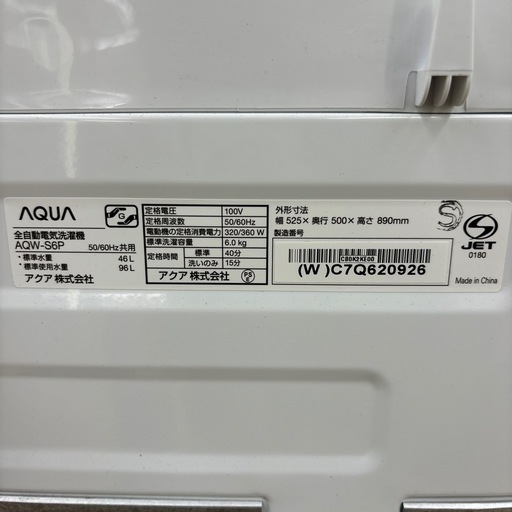 AQUA
G
全自動電気洗濯機
AQW-S6P 50/60Hz共用
・標準水量 46L
・標準使用水量 96L
アクア株式会社
定格電圧 100V
定格周波数 50/60Hz
電動機の定格消費電力 320/360 W
標準洗濯容量 6.0 kg
定格時間 標準 40分
洗いのみ 15分
アクア 株式会社
外形寸法
幅 525× 奥行 500× 高さ 890mm
製造番号
CBDK2KE00
(W)C7Q620926
S
JET
0180
Made in China